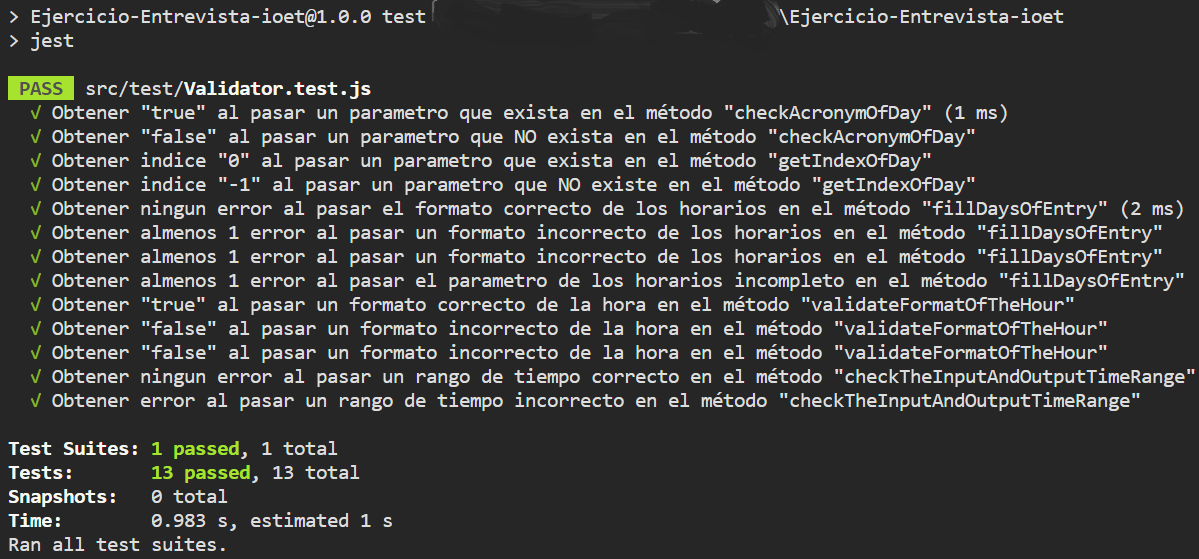 > Ejercicio-Entrevista-ioet@1.0.0 test \Ejercicio-Entrevista-ioet
> jest
PASS src/test/Validator.test.js
√ Obtener "true" al pasar un parametro que exista en el método "checkAcronymOfDay" (1 ms)
√ Obtener "false" al pasar un parametro que NO exista en el método "checkAcronymOfDay"
√ Obtener indice "0" al pasar un parametro que exista en el método "getIndexOfDay"
√ Obtener indice "-1" al pasar un parametro que NO existe en el método "getIndexOfDay"
√ Obtener ningun error al pasar el formato correcto de los horarios en el método "fillDaysOfEntry" (2 ms)
√ Obtener almenos 1 error al pasar un formato incorrecto de los horarios en el método "fillDaysOfEntry"
√ Obtener almenos 1 error al pasar un formato incorrecto de los horarios en el método "fillDaysOfEntry"
√ Obtener almenos 1 error al pasar el parametro de los horarios incompleto en el método "fillDaysOfEntry"
√ Obtener "true" al pasar un formato correcto de la hora en el método "validateFormatOfTheHour"
√ Obtener "false" al pasar un formato incorrecto de la hora en el método "validateFormatOfTheHour"
√ Obtener "false" al pasar un formato incorrecto de la hora en el método "validateFormatOfTheHour"
√ Obtener ningun error al pasar un rango de tiempo correcto en el método "checkTheInputAndOutputTimeRange"
√ Obtener error al pasar un rango de tiempo incorrecto en el método "checkTheInputAndOutputTimeRange"
Test Suites: 1 passed, 1 total
Tests: 13 passed, 13 total
Snapshots: 0 total
Time: 0.983 s, estimated 1 s
Ran all test suites.